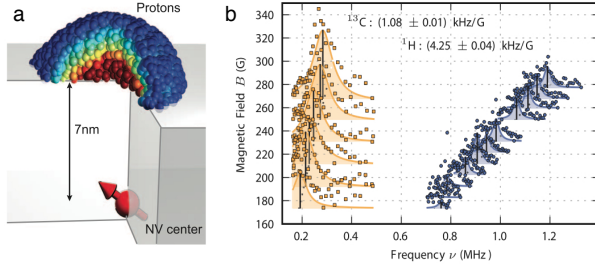 a
Protons
7nm
NV center
b
Magnetic Field B (G)
340
320
300
280
260
240
220
200
180
160
¹³C: (1.08 ± 0.01) kHz/G
¹H: (4.25 ± 0.04) kHz/G
0.2 0.4 0.6 0.8 1.0 1.2
Frequency ν (MHz)